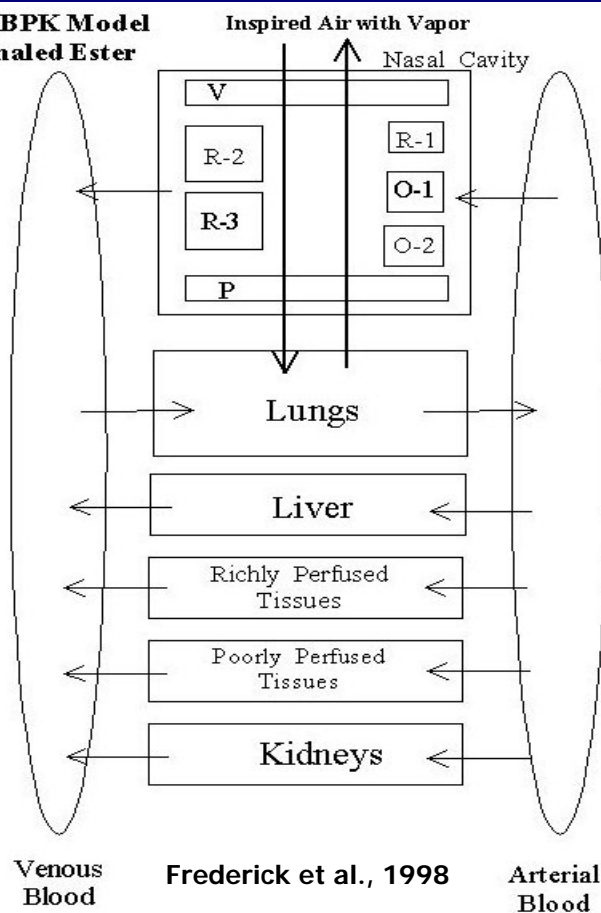 BPK Model
Inspired Air with Vapor
naled Ester
Nasal Cavity
V
R-1
R-2
O-1
R-3
O-2
P
Lungs
Liver
Richly Perfused
Tissues
Poorly Perfused
Tissues
Kidneys
Venous
Blood
Frederick et al., 1998
Arterial
Blood